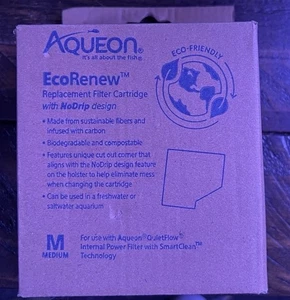 AQUEON®
It's all about the fish®
ECO-FRIENDLY
EcoRenew™
Replacement Filter Cartridge
with NoDrip design
• Made from sustainable fibers and
infused with carbon
• Biodegradable and compostable
• Features unique cut out corner that
aligns with the NoDrip design feature
on the holster to help eliminate mess
when changing the cartridge
• Can be used in a freshwater or
saltwater aquarium
M
MEDIUM
For use with Aqueon® QuietFlow®
Internal Power Filter with SmartClean™
Technology